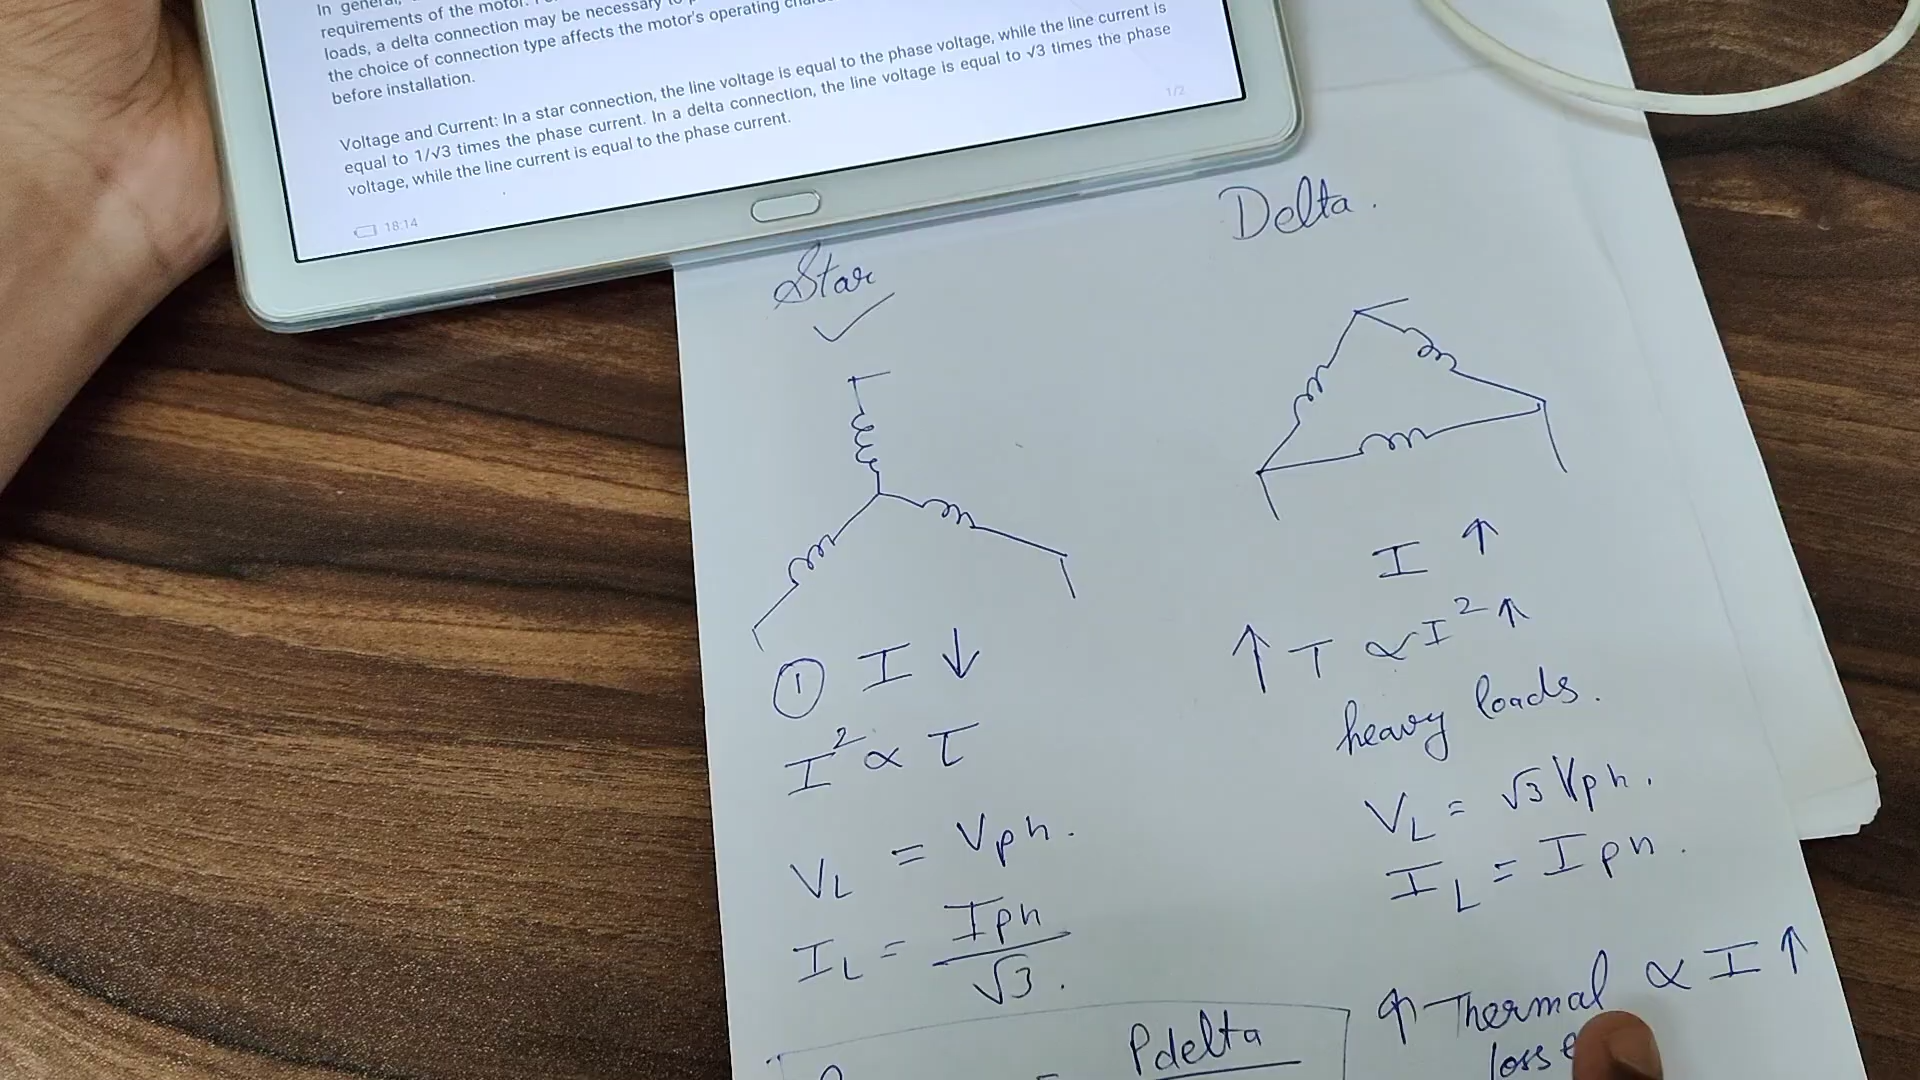 In general,
requirements of the motor.
loads, a delta connection may be necessary
the choice of connection type affects the motor's operating
before installation.
Voltage and Current: In a star connection, the line voltage is equal to the phase voltage, while the line current is
equal to 1/√3 times the phase current. In a delta connection, the line voltage is equal to √3 times the phase
voltage, while the line current is equal to the phase current.
1/2
18:14
Star
✓
① I ↓
I² ∝ T
VL = Vph.
IL = Iph/√3.
Pdelta
=
Delta.
I ↑
↑ T ∝ I² ↑
heavy loads.
VL = √3 Vph.
IL = Iph.
↑ Thermal ∝ I ↑